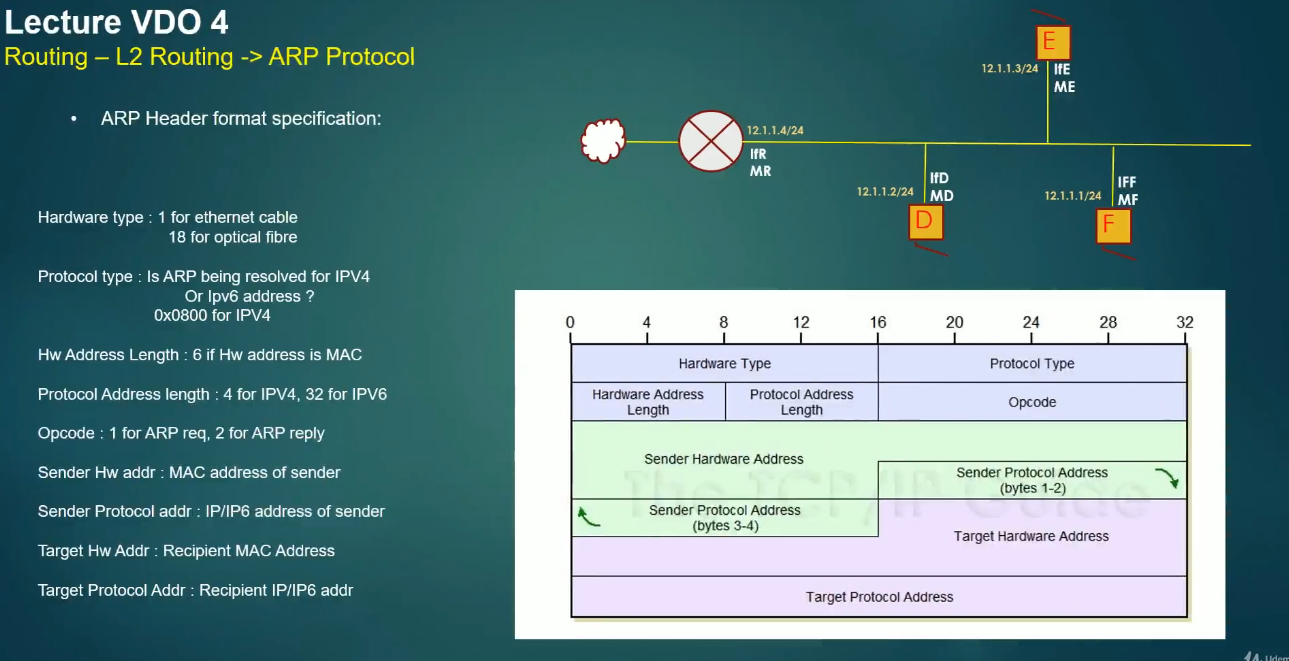 Lecture VDO 4
Routing – L2 Routing -> ARP Protocol
• ARP Header format specification:
Hardware type : 1 for ethernet cable
18 for optical fibre
Protocol type : Is ARP being resolved for IPV4
Or Ipv6 address ?
0x0800 for IPV4
Hw Address Length : 6 if Hw address is MAC
Protocol Address length : 4 for IPV4, 32 for IPV6
Opcode : 1 for ARP req, 2 for ARP reply
Sender Hw addr : MAC address of sender
Sender Protocol addr : IP/IP6 address of sender
Target Hw Addr : Recipient MAC Address
Target Protocol Addr : Recipient IP/IP6 addr
E
12.1.1.3/24
IfE
ME
12.1.1.4/24
IfR
MR
12.1.1.2/24
IfD
MD
D
12.1.1.1/24
IFF
MF
F
0 4 8 12 16 20 24 28 32
Hardware Type
Protocol Type
Hardware Address
Length
Protocol Address
Length
Opcode
Sender Hardware Address
Sender Protocol Address
(bytes 1-2)
Sender Protocol Address
(bytes 3-4)
Target Hardware Address
Target Protocol Address
The TCP/IP Guide